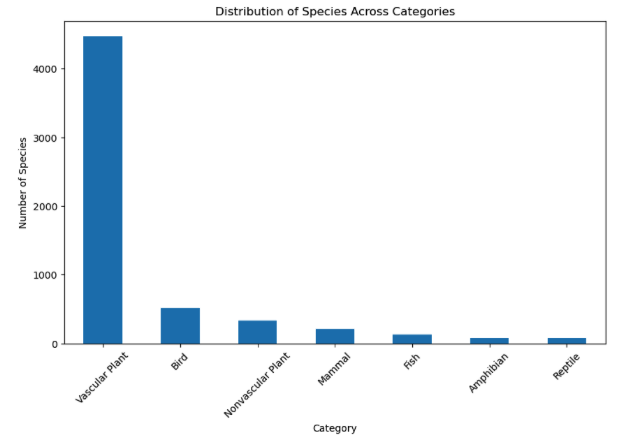 Distribution of Species Across Categories
Number of Species
4000
3000
2000
1000
0
Vascular Plant
Bird
Nonvascular Plant
Mammal
Fish
Amphibian
Reptile
Category